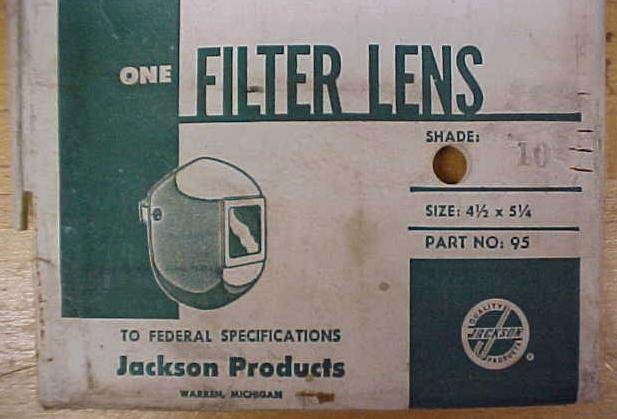 ONE FILTER LENS
SHADE: 10
SIZE: 4½ x 5¼
PART NO: 95
TO FEDERAL SPECIFICATIONS
Jackson Products
WARREN, MICHIGAN
QUALITY
JACKSON
PRODUCTS
®